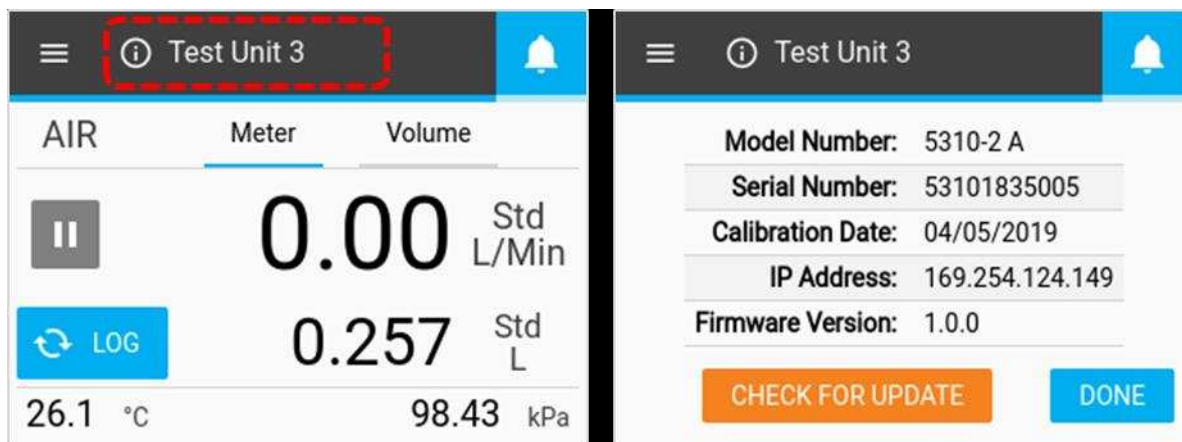 Test Unit 3
AIR Meter Volume
0.00 Std L/Min
LOG 0.257 Std L
26.1 °C 98.43 kPa
Test Unit 3
Model Number: 5310-2 A
Serial Number: 53101835005
Calibration Date: 04/05/2019
IP Address: 169.254.124.149
Firmware Version: 1.0.0
CHECK FOR UPDATE DONE